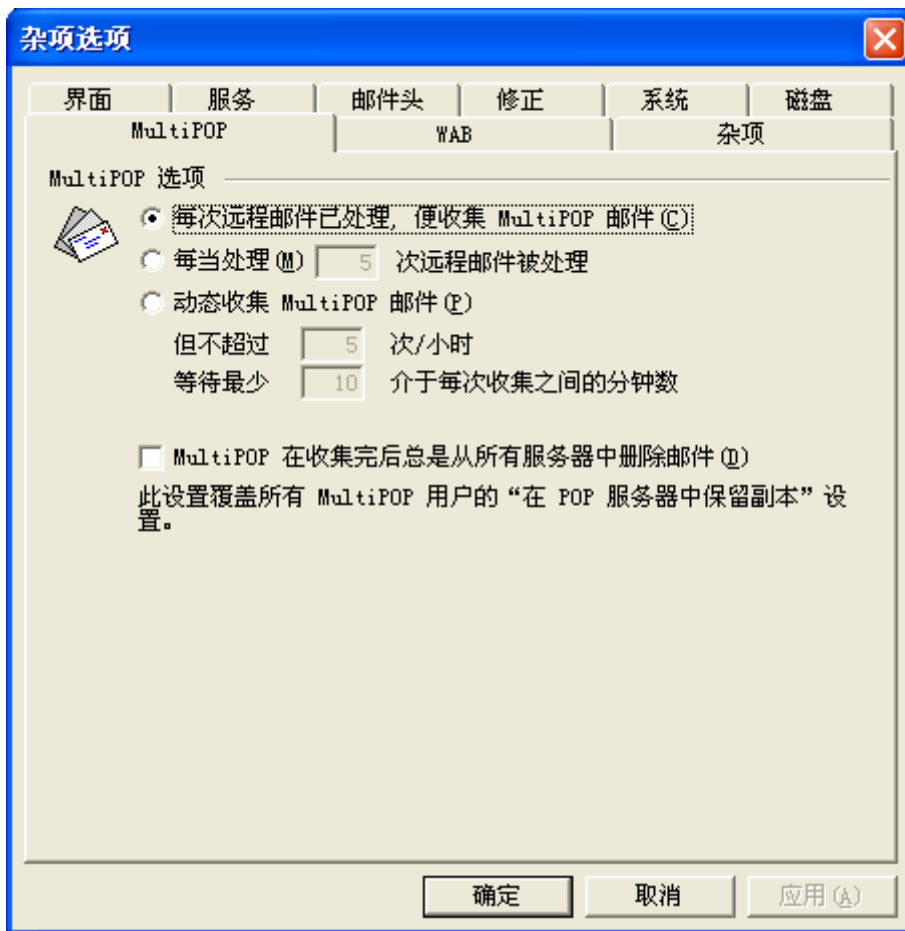 杂项选项
界面 服务 邮件头 修正 系统 磁盘
MultiPOP WAB 杂项
MultiPOP 选项
每次远程邮件已处理, 便收集 MultiPOP 邮件(C)
每当处理(M) 5 次远程邮件被处理
动态收集 MultiPOP 邮件(P)
但不超过 5 次/小时
等待最少 10 介于每次收集之间的分钟数
MultiPOP 在收集完后总是从所有服务器中删除邮件(D)
此设置覆盖所有 MultiPOP 用户的“在 POP 服务器中保留副本”设
置。
确定 取消 应用(A)